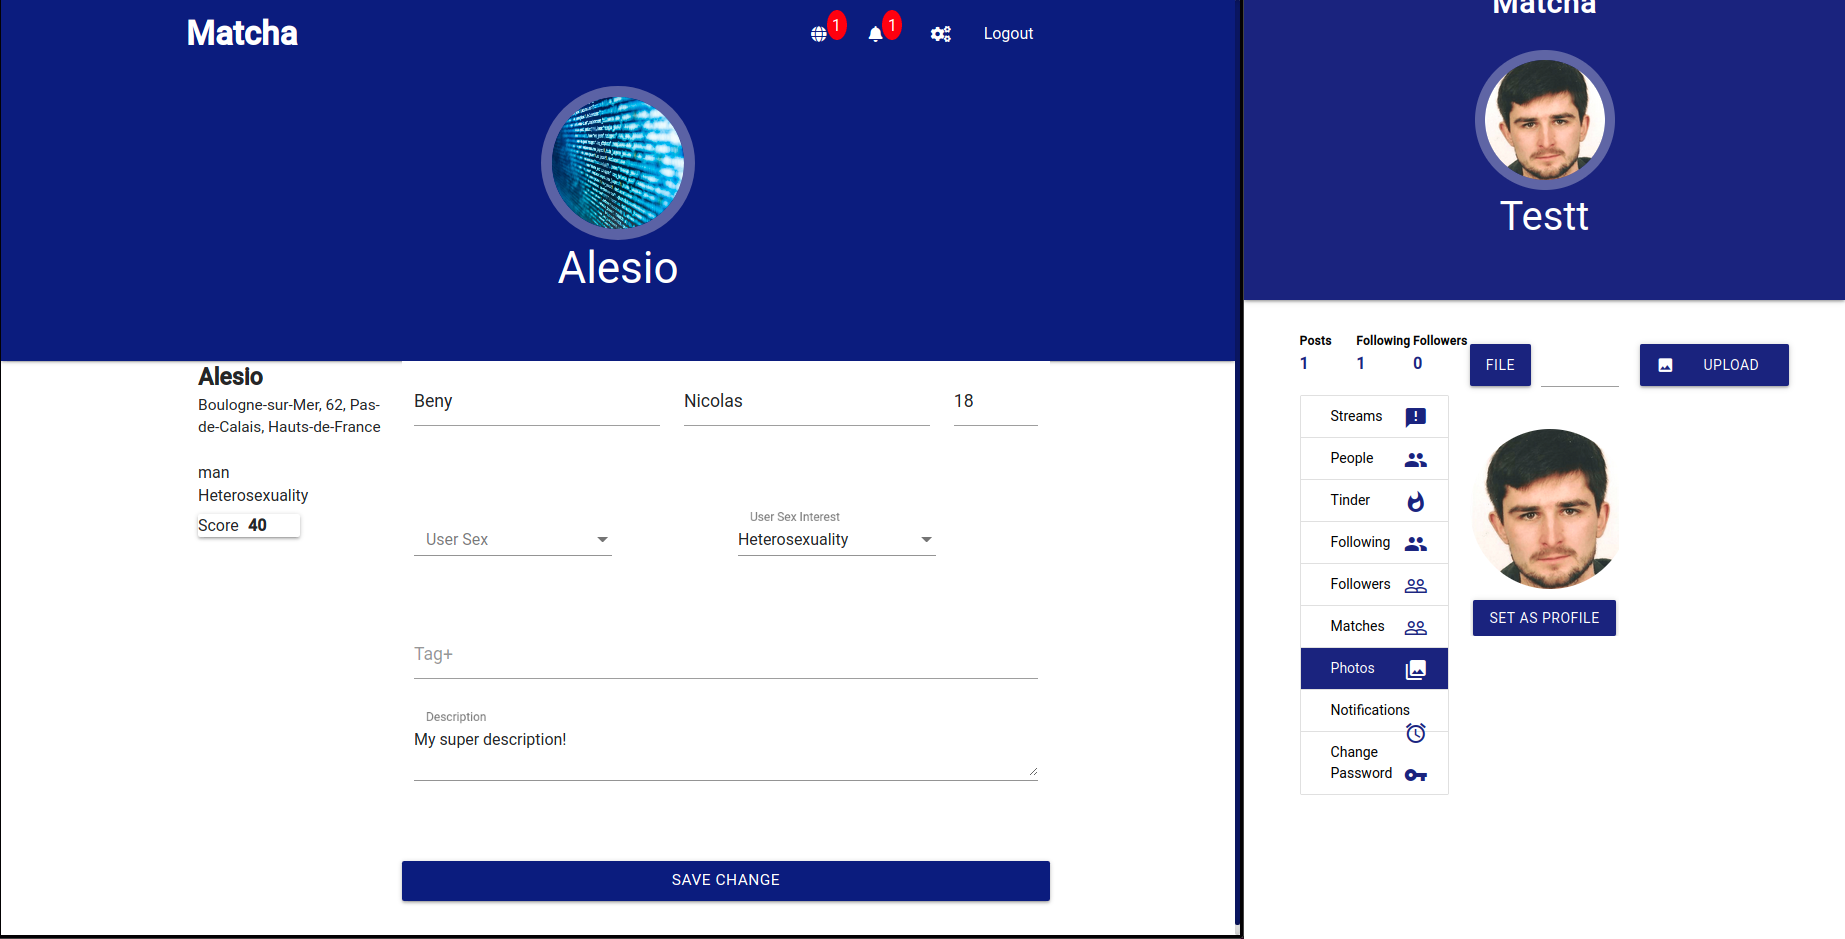 Matcha
1
1
Logout
Alesio
Alesio
Boulogne-sur-Mer, 62, Pas-
de-Calais, Hauts-de-France
man
Heterosexuality
Score 40
Beny
Nicolas
18
User Sex
User Sex Interest
Heterosexuality
Tag+
Description
My super description!
SAVE CHANGE
Matcha
Testt
Posts
Following
Followers
1
1
0
FILE
UPLOAD
Streams
People
Tinder
Following
Followers
Matches
Photos
Notifications
Change
Password
SET AS PROFILE